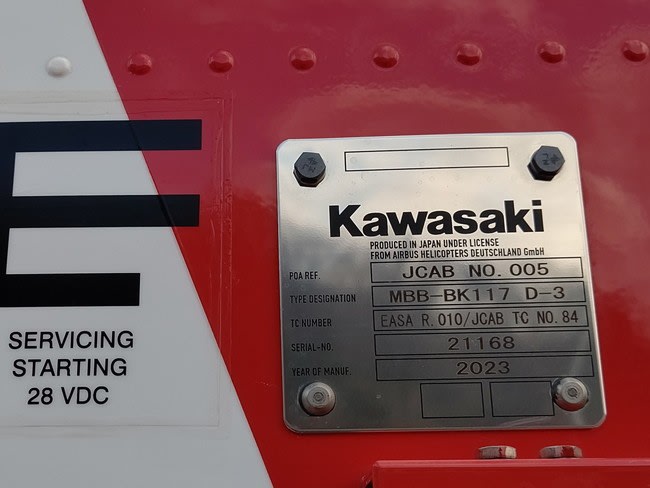 E
SERVICING
STARTING
28 VDC
Kawasaki
PRODUCED IN JAPAN UNDER LICENSE
FROM AIRBUS HELICOPTERS DEUTSCHLAND GmbH
POA REF. JCAB NO. 005
TYPE DESIGNATION MBB-BK117 D-3
TC NUMBER EASA R.010/JCAB TC NO.84
SERIAL-NO. 21168
YEAR OF MANUF. 2023